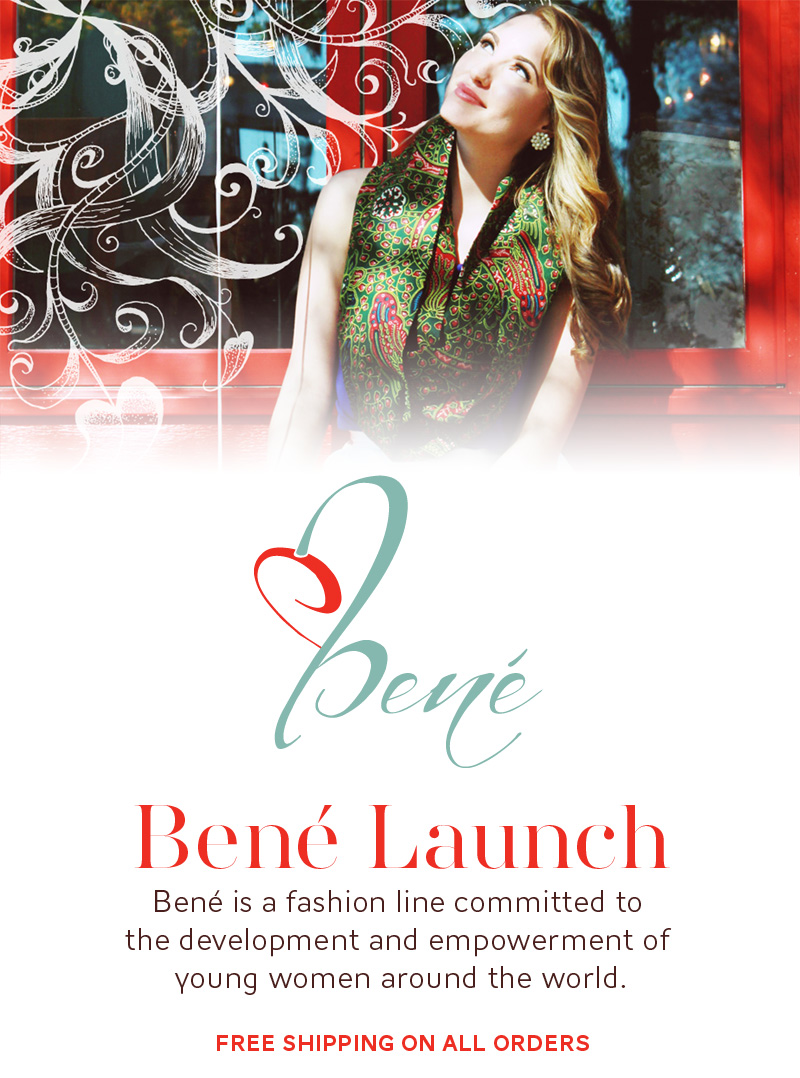 bené
Bené Launch
Bené is a fashion line committed to
the development and empowerment of
young women around the world.
FREE SHIPPING ON ALL ORDERS